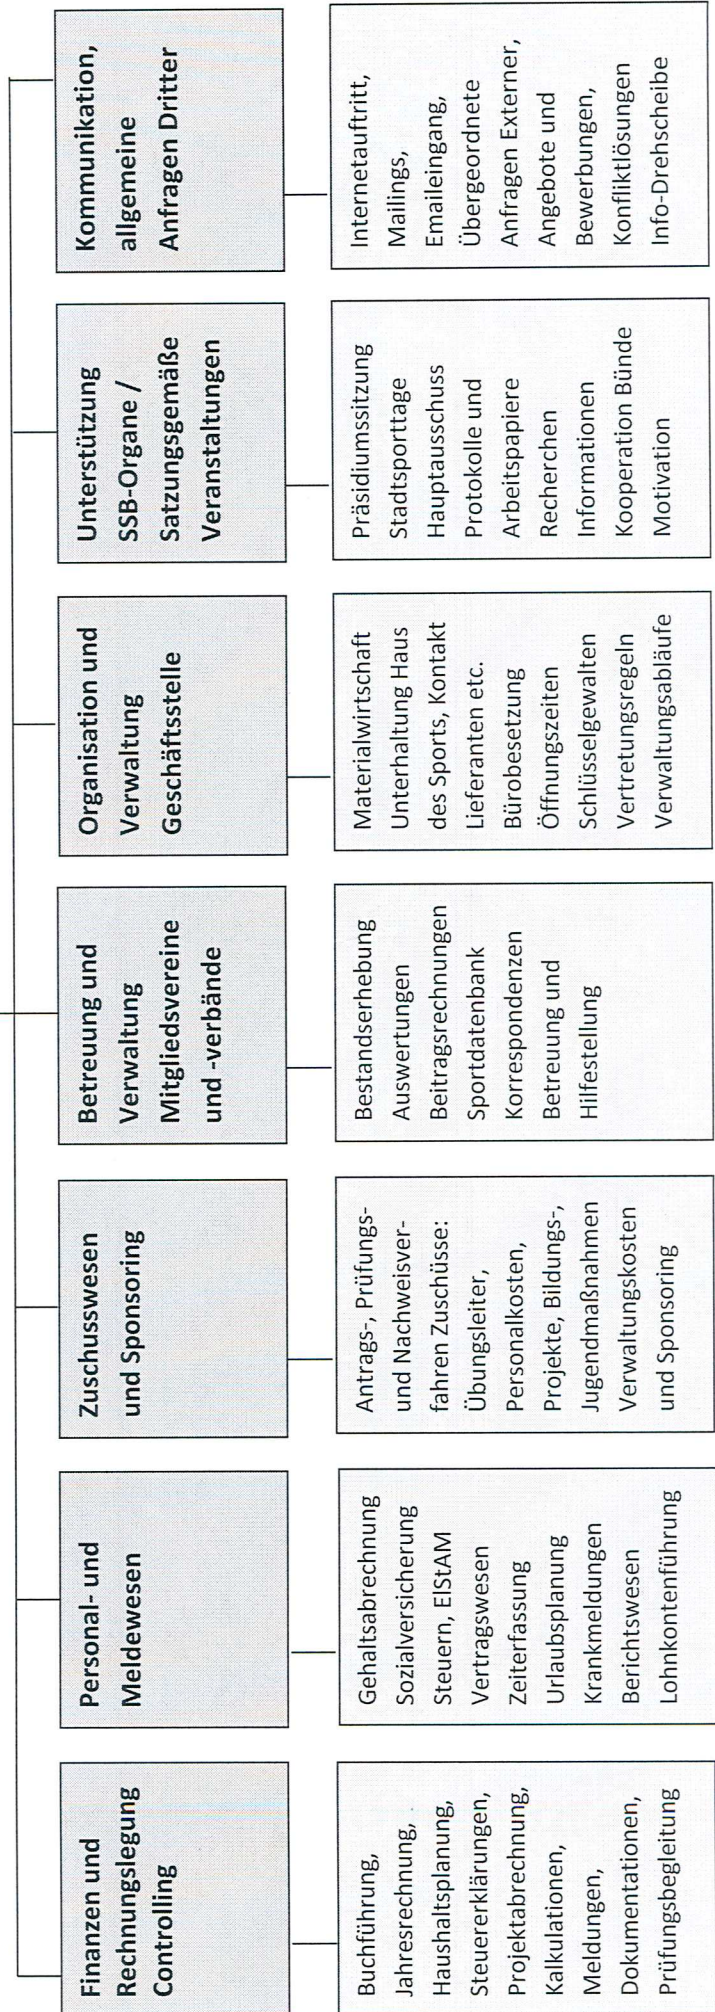 Finanzen und
Rechnungslegung
Controlling
Buchführung,
Jahresrechnung,
Haushaltsplanung,
Steuererklärungen,
Projektabrechnung,
Kalkulationen,
Meldungen,
Dokumentationen,
Prüfungsbegleitung
Personal- und
Meldewesen
Gehaltsabrechnung
Sozialversicherung
Steuern, ElStAM
Vertragswesen
Zeiterfassung
Urlaubsplanung
Krankmeldungen
Berichtswesen
Lohnkontenführung
Zuschusswesen
und Sponsoring
Antrags-, Prüfungs-
und Nachweisver-
fahren Zuschüsse:
Übungsleiter,
Personalkosten,
Projekte, Bildungs-,
Jugendmaßnahmen
Verwaltungskosten
und Sponsoring
Betreuung und
Verwaltung
Mitgliedsvereine
und -verbände
Bestandserhebung
Auswertungen
Beitragsrechnungen
Sportdatenbank
Korrespondenzen
Betreuung und
Hilfestellung
Organisation und
Verwaltung
Geschäftsstelle
Materialwirtschaft
Unterhaltung Haus
des Sports, Kontakt
Lieferanten etc.
Bürobesetzung
Öffnungszeiten
Schlüsselgewalten
Vertretungsregeln
Verwaltungsabläufe
Unterstützung
SSB-Organe /
Satzungsgemäße
Veranstaltungen
Präsidiumssitzung
Stadtsporttage
Hauptausschuss
Protokolle und
Arbeitspapiere
Recherchen
Informationen
Kooperation Bünde
Motivation
Kommunikation,
allgemeine
Anfragen Dritter
Internetauftritt,
Mailings,
Emaileingang,
Übergeordnete
Anfragen Externer,
Angebote und
Bewerbungen,
Konfliktlösungen
Info-Drehscheibe